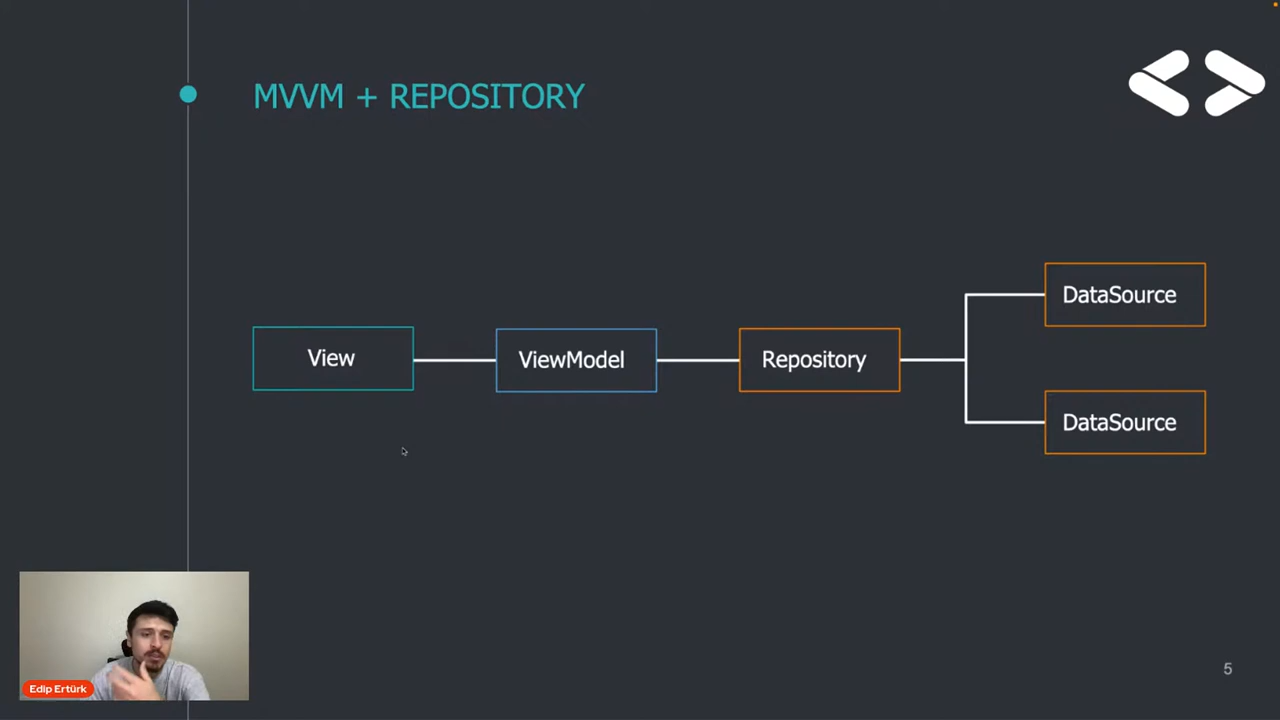 MVVM + REPOSITORY
DataSource
View
ViewModel
Repository
DataSource
Edip Ertürk
5